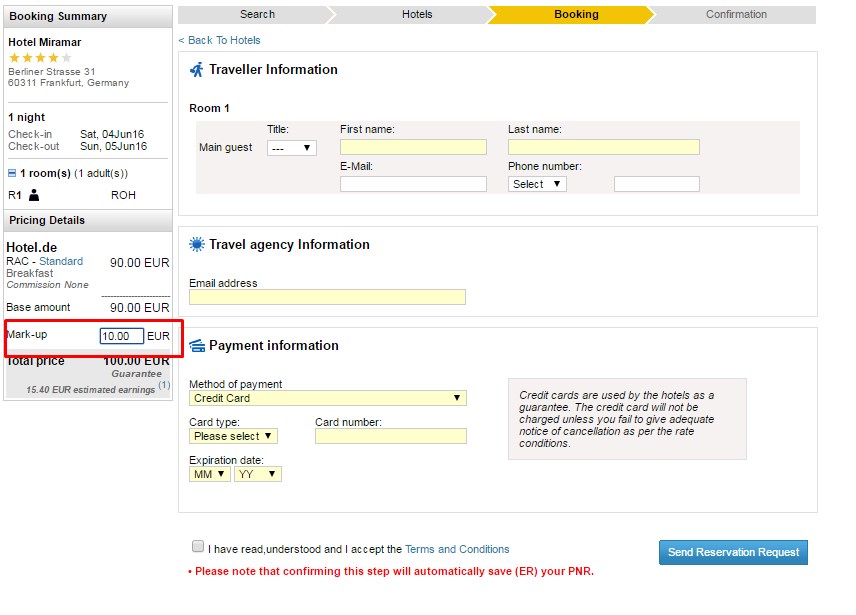 Booking Summary
Hotel Miramar
Berliner Strasse 31
60311 Frankfurt, Germany
1 night
Check-in Sat, 04Jun16
Check-out Sun, 05Jun16
1 room(s) (1 adult(s))
R1 ROH
Pricing Details
Hotel.de
RAC - Standard 90.00 EUR
Breakfast
Commission None
Base amount 90.00 EUR
Mark-up 10.00 EUR
Total price 100.00 EUR
Guarantee
15.40 EUR estimated earnings (1)
Search Hotels Booking Confirmation
< Back To Hotels
Traveller Information
Room 1
Title: First name: Last name:
Main guest ---
E-Mail: Phone number:
Select
Travel agency Information
Email address
Payment information
Method of payment
Credit Card
Card type: Card number:
Please select
Expiration date:
MM YY
Credit cards are used by the hotels as a
guarantee. The credit card will not be
charged unless you fail to give adequate
notice of cancellation as per the rate
conditions.
I have read,understood and I accept the Terms and Conditions
Send Reservation Request
• Please note that confirming this step will automatically save (ER) your PNR.